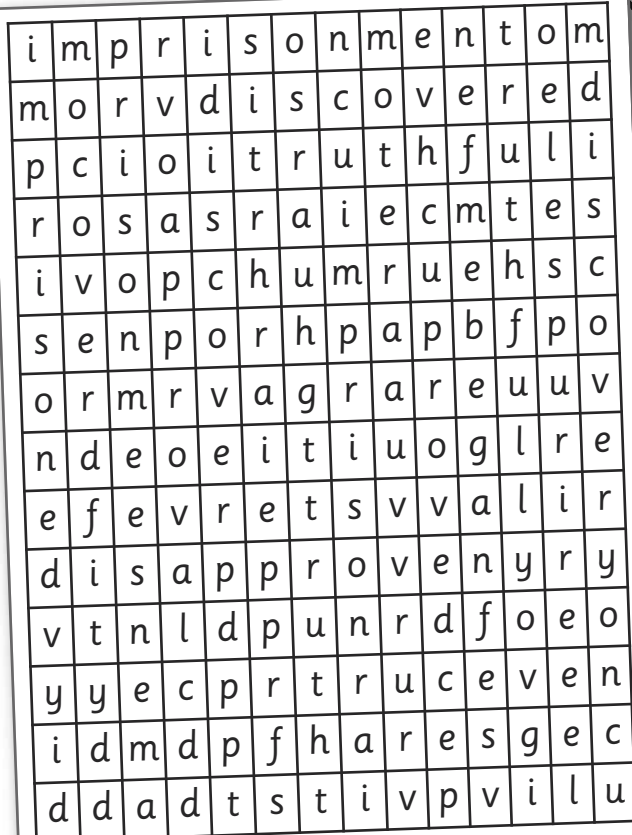 i m p r i s o n m e n t o m
m o r v d i s c o v e r e d
p c i o i t r u t h f u l i
r o s a s r a i e c m t e s
i v o p c h u m r u e h s c
s e n p o r h p a p b f p o
o r m r v a g r a r e u u v
n d e o e i t i u o g l r e
e f e v r e t s v v a l i r
d i s a p p r o v e n y r y
v t n l d p u n r d f o e o
y y e c p r t r u c e v e n
i d m d p f h a r e s g e c
d d a d t s t i v p v i l u